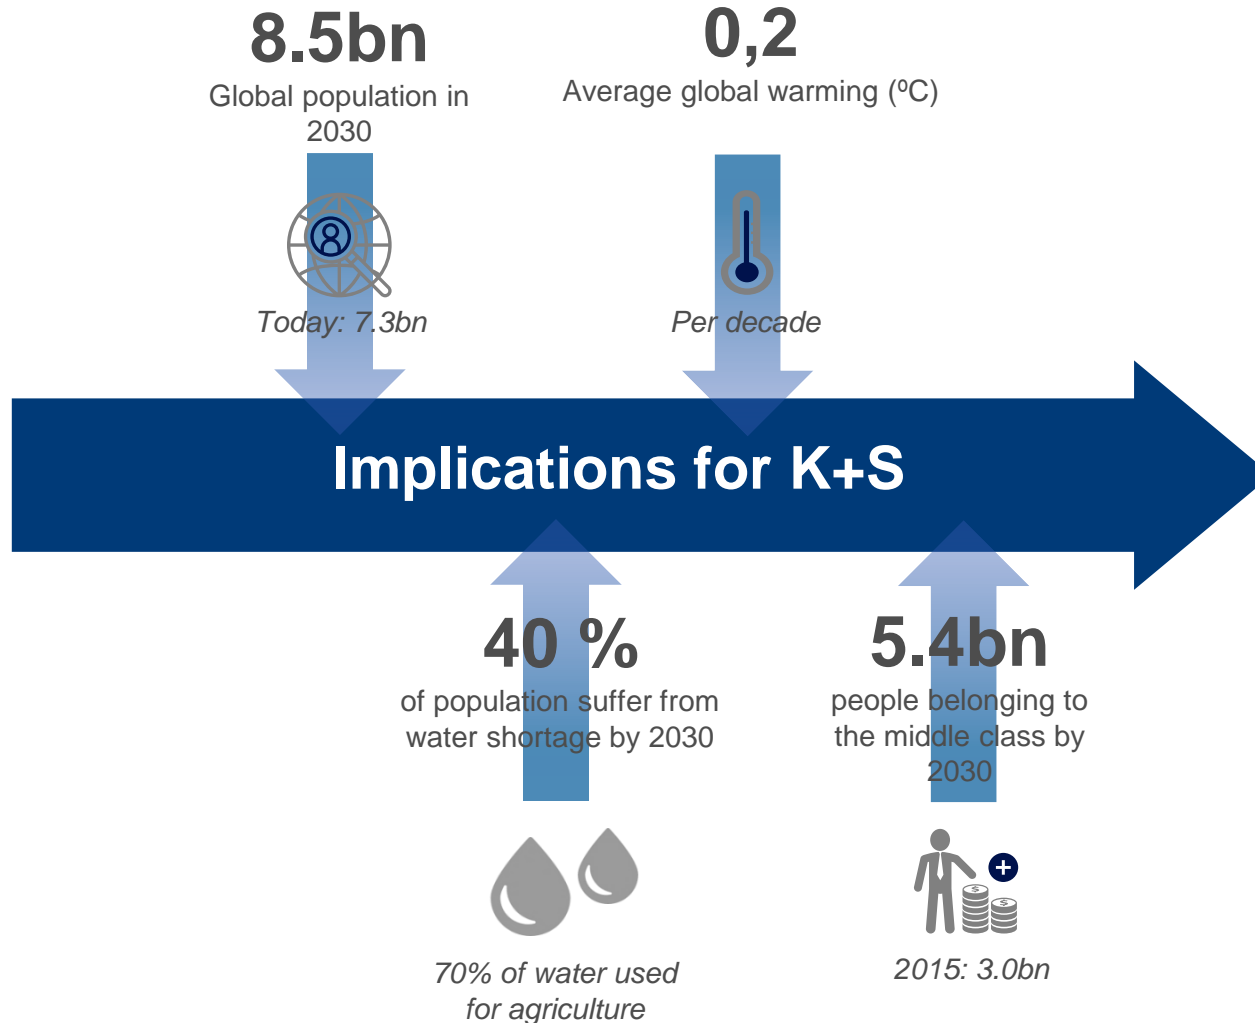 8.5bn
Global population in
2030
Today: 7.3bn
0,2
Average global warming (ºC)
Per decade
Implications for K+S
40 %
of population suffer from
water shortage by 2030
70% of water used
for agriculture
5.4bn
people belonging to
the middle class by
2030
2015: 3.0bn